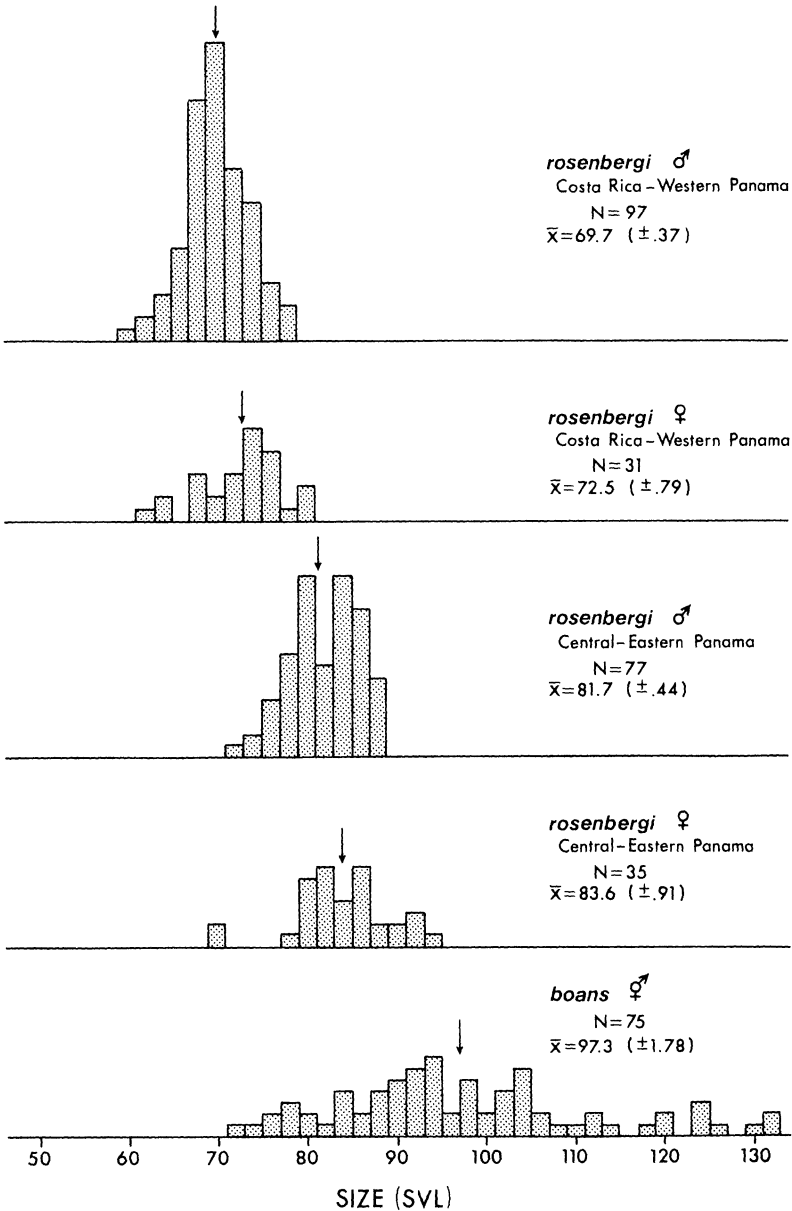 rosenbergi ♂
Costa Rica–Western Panama
N=97
x̄=69.7 (±.37)
rosenbergi ♀
Costa Rica–Western Panama
N=31
x̄=72.5 (±.79)
rosenbergi ♂
Central–Eastern Panama
N=77
x̄=81.7 (±.44)
rosenbergi ♀
Central–Eastern Panama
N=35
x̄=83.6 (±.91)
boans ⚥
N=75
x̄=97.3 (±1.78)
50 60 70 80 90 100 110 120 130
SIZE (SVL)